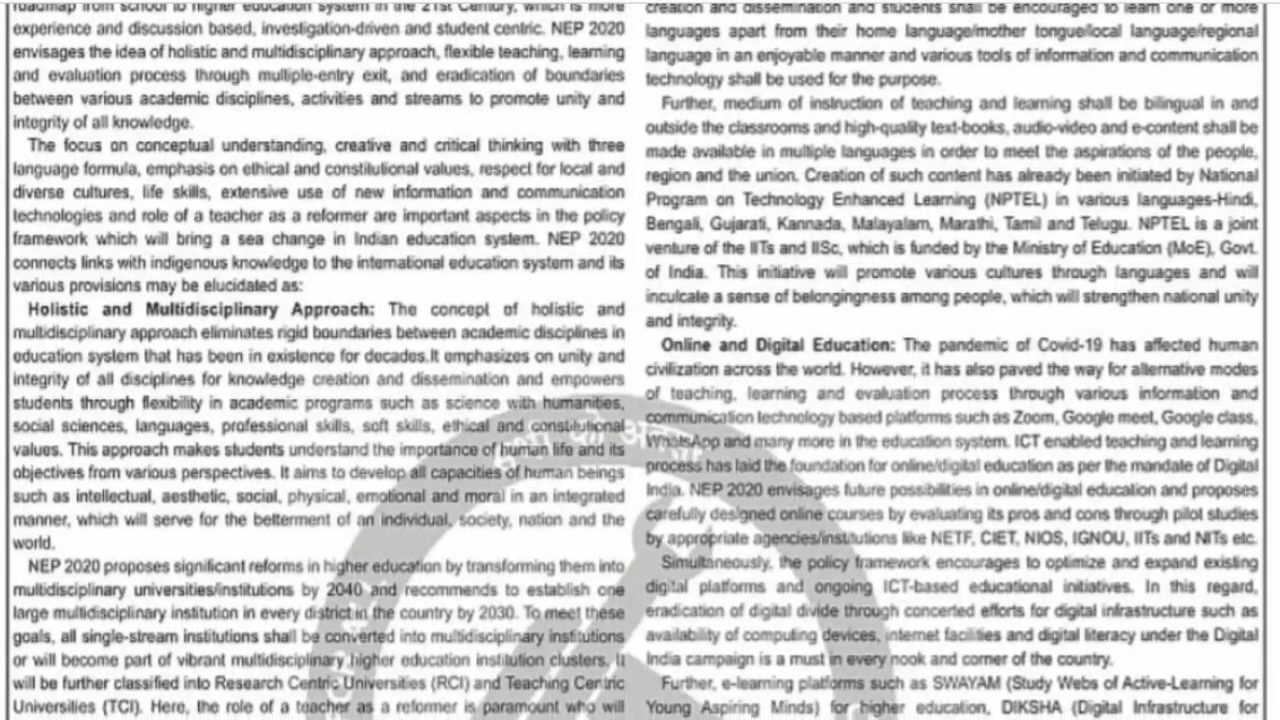 roadmap from school to higher education system in the 21st Century, which is more
experience and discussion based, investigation-driven and student centric. NEP 2020
envisages the idea of holistic and multidisciplinary approach, flexible teaching, learning
and evaluation process through multiple-entry exit, and eradication of boundaries
between various academic disciplines, activities and streams to promote unity and
integrity of all knowledge.
The focus on conceptual understanding, creative and critical thinking with three
language formula, emphasis on ethical and constitutional values, respect for local and
diverse cultures, life skills, extensive use of new information and communication
technologies and role of a teacher as a reformer are important aspects in the policy
framework which will bring a sea change in Indian education system. NEP 2020
connects links with indigenous knowledge to the international education system and its
various provisions may be elucidated as:
Holistic and Multidisciplinary Approach: The concept of holistic and
multidisciplinary approach eliminates rigid boundaries between academic disciplines in
education system that has been in existence for decades.It emphasizes on unity and
integrity of all disciplines for knowledge creation and dissemination and empowers
students through flexibility in academic programs such as science with humanities,
social sciences, languages, professional skills, soft skills, ethical and constitutional
values. This approach makes students understand the importance of human life and its
objectives from various perspectives. It aims to develop all capacities of human beings
such as intellectual, aesthetic, social, physical, emotional and moral in an integrated
manner, which will serve for the betterment of an individual, society, nation and the
world.
NEP 2020 proposes significant reforms in higher education by transforming them into
multidisciplinary universities/institutions by 2040 and recommends to establish one
large multidisciplinary institution in every district in the country by 2030. To meet these
goals, all single-stream institutions shall be converted into multidisciplinary institutions
or will become part of vibrant multidisciplinary higher education institution clusters. It
will be further classified into Research Centric Universities (RCI) and Teaching Centric
Universities (TCI). Here, the role of a teacher as a reformer is paramount who will
creation and dissemination and students shall be encouraged to learn one or more
languages apart from their home language/mother tongue/local language/regional
language in an enjoyable manner and various tools of information and communication
technology shall be used for the purpose.
Further, medium of instruction of teaching and learning shall be bilingual in and
outside the classrooms and high-quality text-books, audio-video and e-content shall be
made available in multiple languages in order to meet the aspirations of the people,
region and the union. Creation of such content has already been initiated by National
Program on Technology Enhanced Learning (NPTEL) in various languages-Hindi,
Bengali, Gujarati, Kannada, Malayalam, Marathi, Tamil and Telugu. NPTEL is a joint
venture of the IITs and IISc, which is funded by the Ministry of Education (MoE), Govt.
of India. This initiative will promote various cultures through languages and will
inculcate a sense of belongingness among people, which will strengthen national unity
and integrity.
Online and Digital Education: The pandemic of Covid-19 has affected human
civilization across the world. However, it has also paved the way for alternative modes
of teaching, learning and evaluation process through various information and
communication technology based platforms such as Zoom, Google meet, Google class,
WhatsApp and many more in the education system. ICT enabled teaching and learning
process has laid the foundation for online/digital education as per the mandale of Digital
India. NEP 2020 envisages future possibilities in online/digital education and proposes
carefully designed online courses by evaluating its pros and cons through pilot studies
by appropriate agencies/institutions like NETF, CIET, NIOS, IGNOU, IITs and NITs etc.
Simultaneously, the policy framework encourages to optimize and expand existing
digital platforms and ongoing ICT-based educational initiatives. In this regard,
eradication of digital divide through concerted efforts for digital infrastructure such as
availability of computing devices, internet facilities and digital literacy under the Digital
India campaign is a must in every nook and corner of the country.
Further, e-learning platforms such as SWAYAM (Study Webs of Active-Learning for
Young Aspiring Minds) for higher education, DIKSHA (Digital Infrastructure for